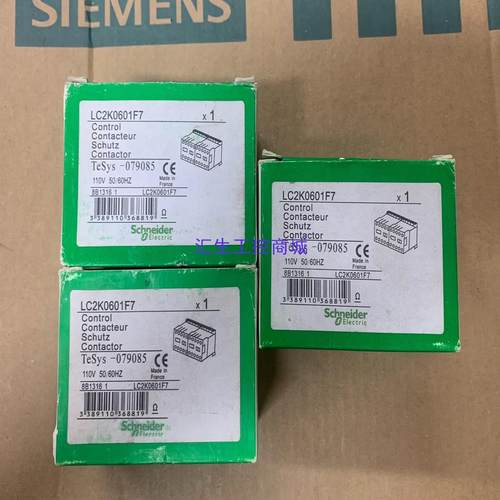 SIEMENS
LC2K0601F7 x 1
Control
Contacteur
Schutz
Contactor
TeSys -079085
110V 50/60HZ
Made in
France
8B1316 1 LC2K0601F7
3 389110 368819
Schneider
Electric
LC2K0601F7 x 1
Control
Contacteur
Schutz
Contactor
TeSys -079085
110V 50/60HZ
Made in
France
8B1316 1 LC2K0601F7
3 389110 368819
Schneider
Electric
LC2K0601F7 x 1
Control
Contacteur
Schutz
Contactor
TeSys -079085
110V 50/60HZ
Made in
France
8B1316 1 LC2K0601F7
3 389110 368819
Schneider
Electric
汇生工控商城